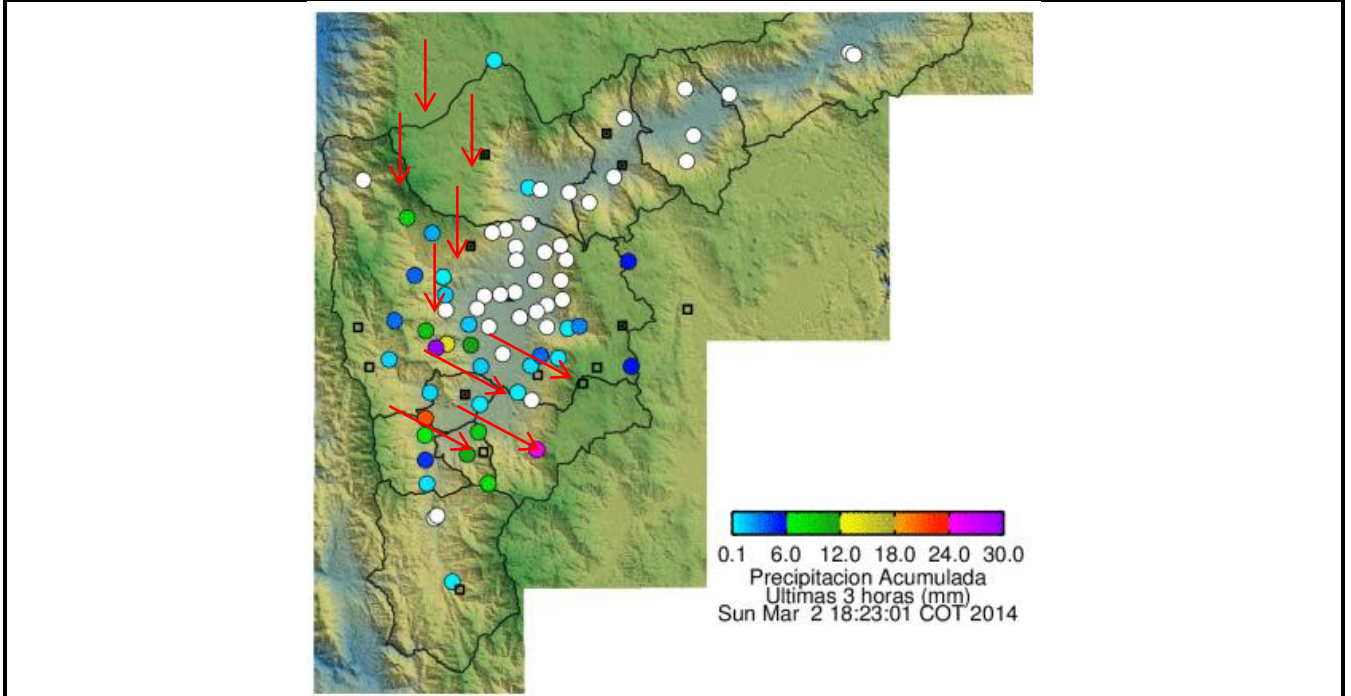 0.1 6.0 12.0 18.0 24.0 30.0
Precipitacion Acumulada
Ultimas 3 horas (mm)
Sun Mar 2 18:23:01 COT 2014